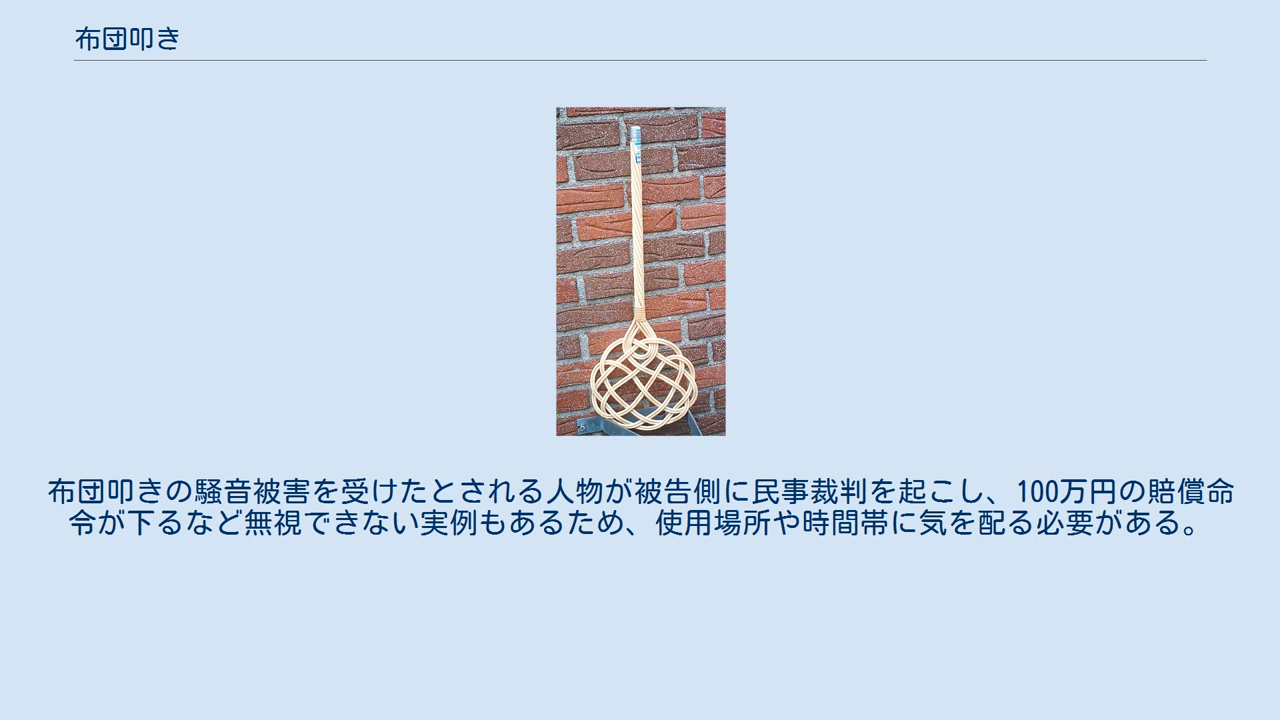 布団叩き
布団叩きの騒音被害を受けたとされる人物が被告側に民事裁判を起こし、100万円の賠償命
令が下るなど無視できない実例もあるため、使用場所や時間帯に気を配る必要がある。